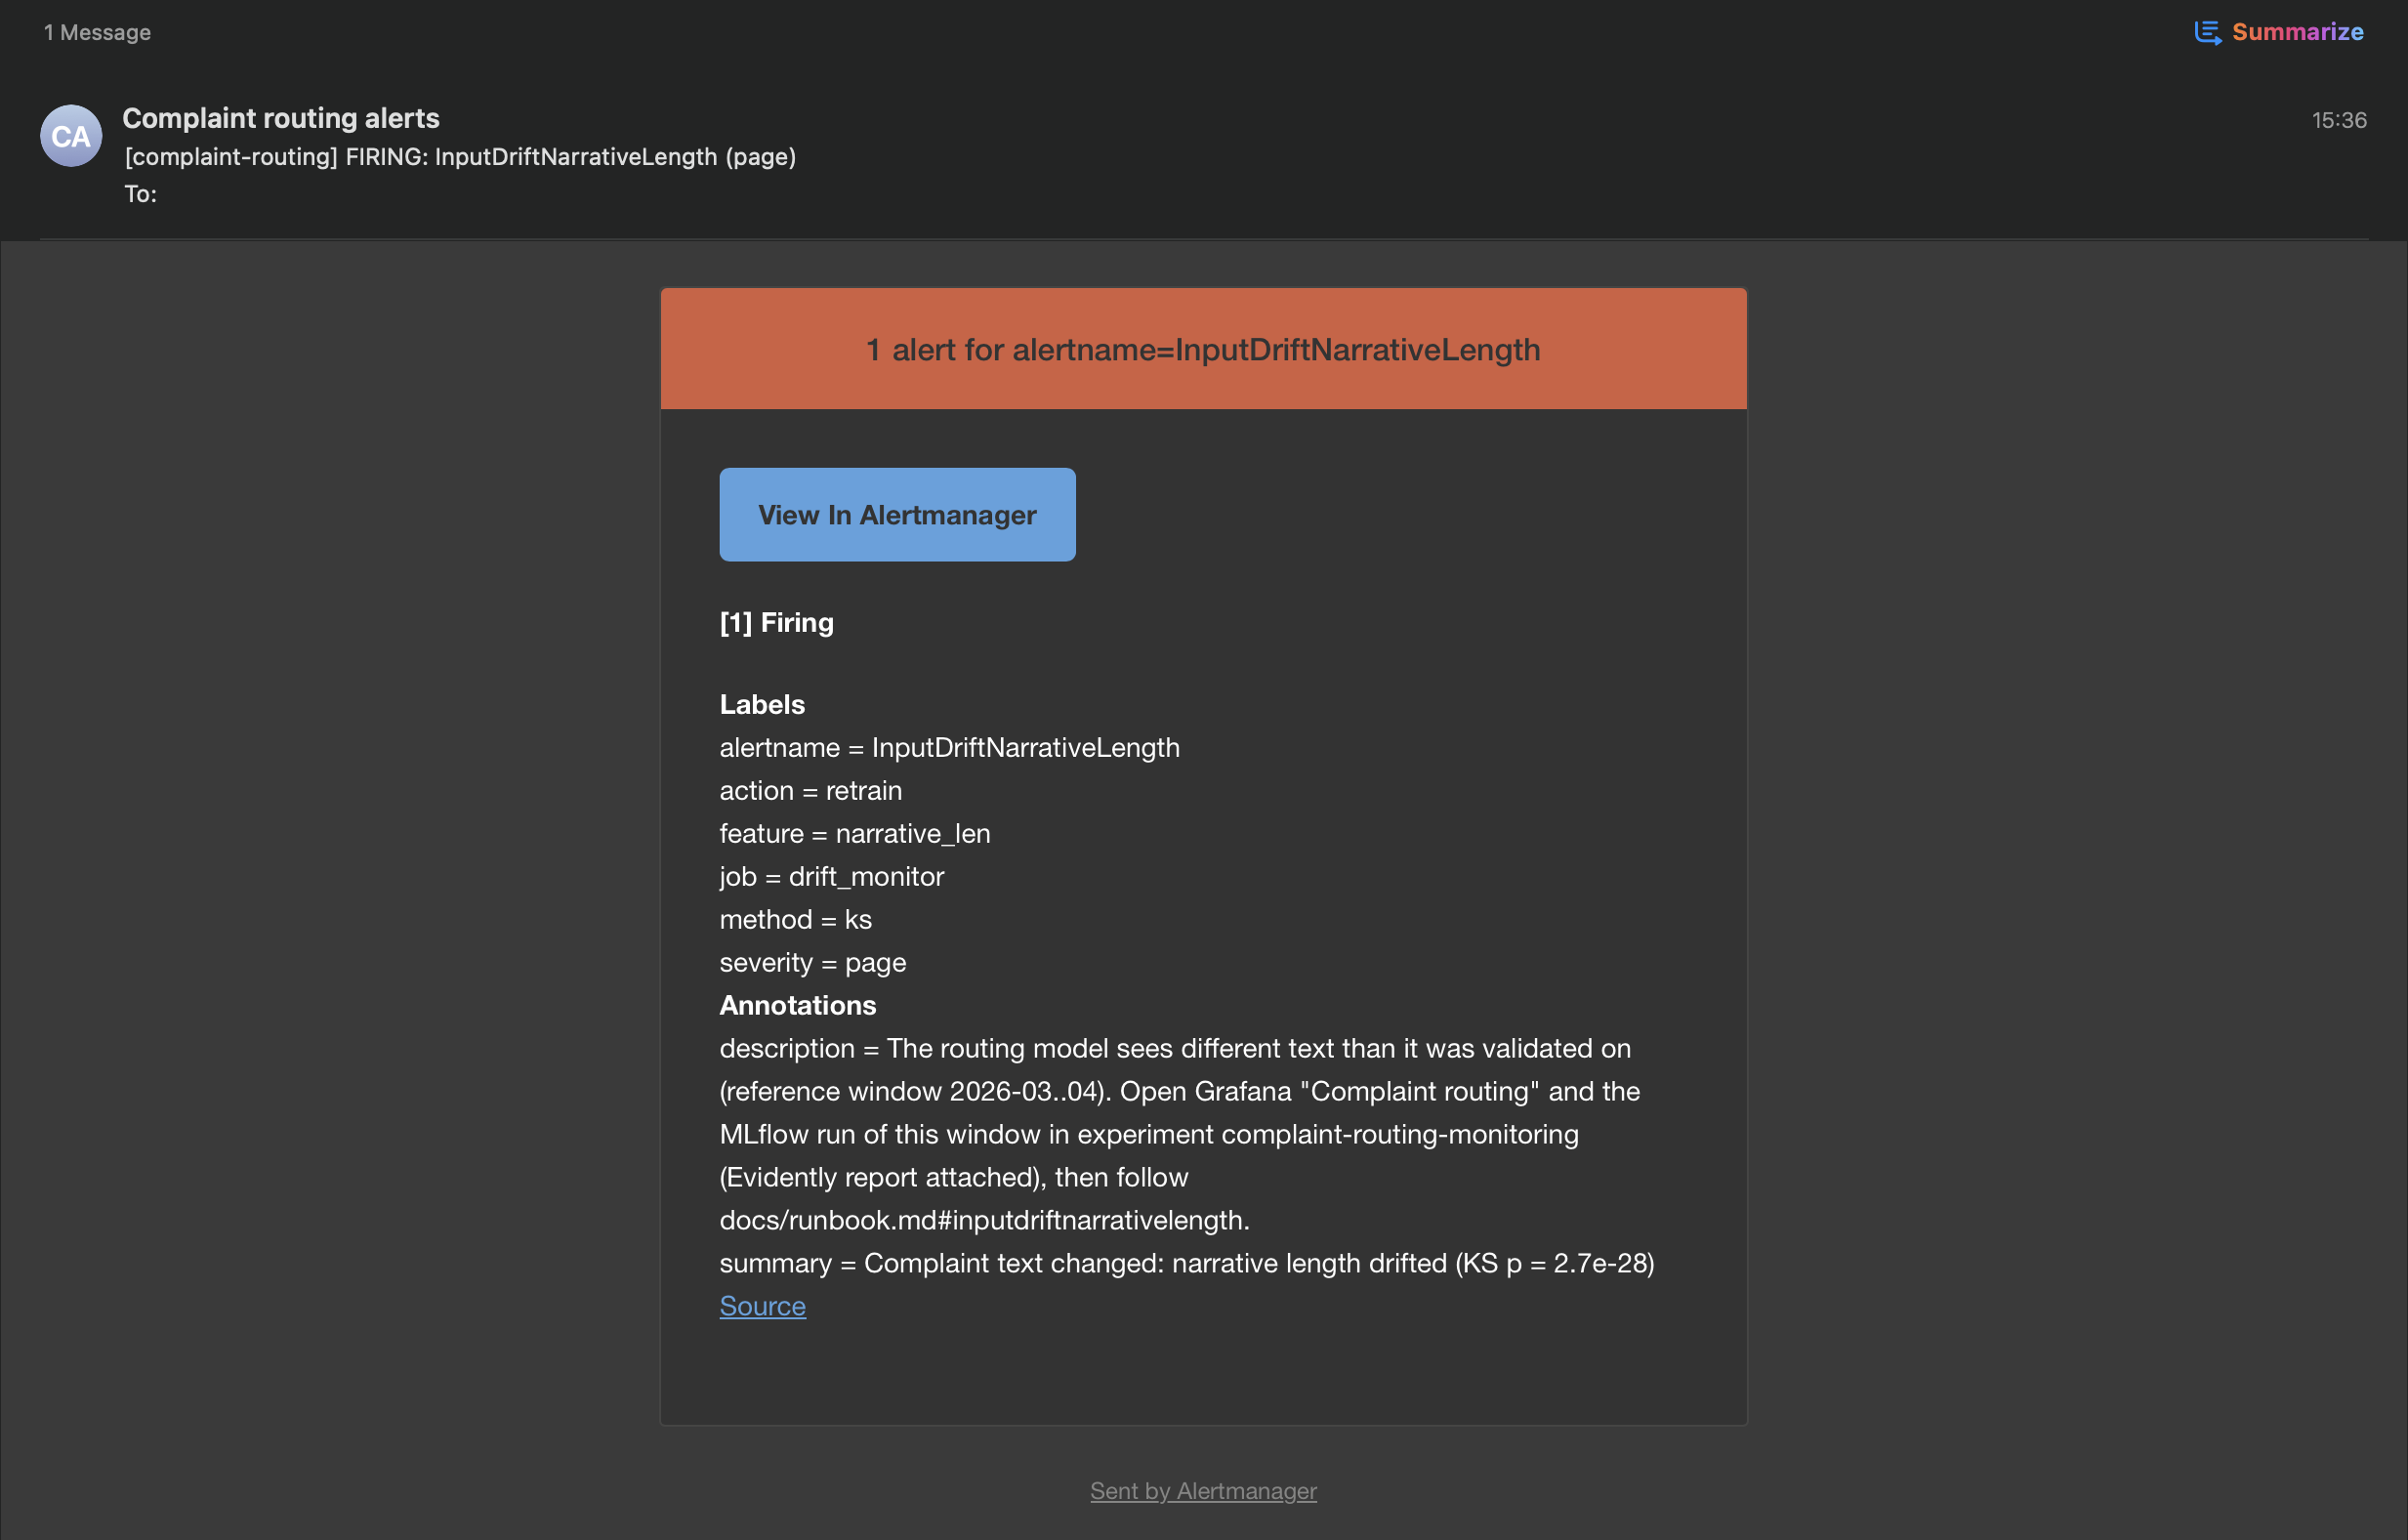 1 Message
Summarize
CA
Complaint routing alerts
15:36
[complaint-routing] FIRING: InputDriftNarrativeLength (page)
To:
1 alert for alertname=InputDriftNarrativeLength
View In Alertmanager
[1] Firing
Labels
alertname = InputDriftNarrativeLength
action = retrain
feature = narrative_len
job = drift_monitor
method = ks
severity = page
Annotations
description = The routing model sees different text than it was validated on
(reference window 2026-03..04). Open Grafana "Complaint routing" and the
MLflow run of this window in experiment complaint-routing-monitoring
(Evidently report attached), then follow
docs/runbook.md#inputdriftnarrativelength.
summary = Complaint text changed: narrative length drifted (KS p = 2.7e-28)
Source
Sent by Alertmanager